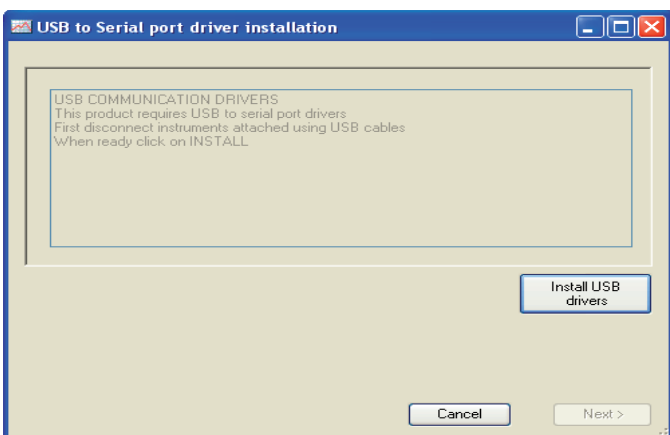 USB to Serial port driver installation
USB COMMUNICATION DRIVERS
This product requires USB to serial port drivers
First disconnect instruments attached using USB cables
When ready click on INSTALL
Install USB
drivers
Cancel
Next >